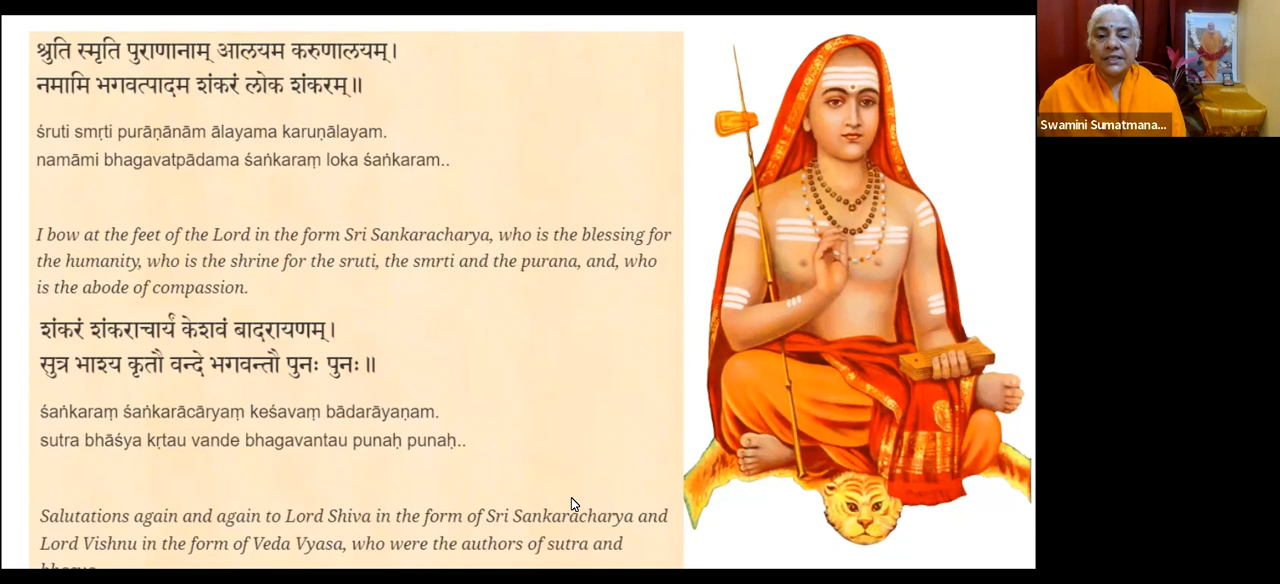 श्रुति स्मृति पुराणानाम् आलयम करुणालयम्।
नमामि भगवत्पादम शंकरं लोक शंकरम्॥
śruti smṛti purāṇānām ālayama karuṇālayam.
namāmi bhagavatpādama śaṅkaraṃ loka śaṅkaram..
I bow at the feet of the Lord in the form Sri Sankaracharya, who is the blessing for
the humanity, who is the shrine for the sruti, the smrti and the purana, and, who
is the abode of compassion.
शंकरं शंकराचार्यं केशवं बादरायणम्।
सुत्र भाश्य कृतौ वन्दे भगवन्तौ पुनः पुनः॥
śaṅkaraṃ śaṅkarācāryaṃ keśavaṃ bādarāyaṇam.
sutra bhāśya kṛtau vande bhagavantau punaḥ punaḥ..
Salutations again and again to Lord Shiva in the form of Sri Sankaracharya and
Lord Vishnu in the form of Veda Vyasa, who were the authors of sutra and
Swamini Sumatmana...